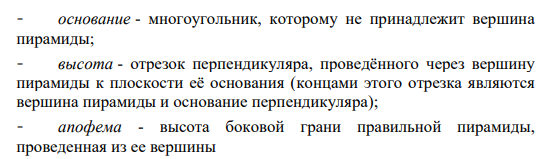 - основание - многоугольник, которому не принадлежит вершина
пирамиды;
- высота - отрезок перпендикуляра, проведённого через вершину
пирамиды к плоскости её основания (концами этого отрезка являются
вершина пирамиды и основание перпендикуляра);
- апофема - высота боковой грани правильной пирамиды,
проведенная из ее вершины